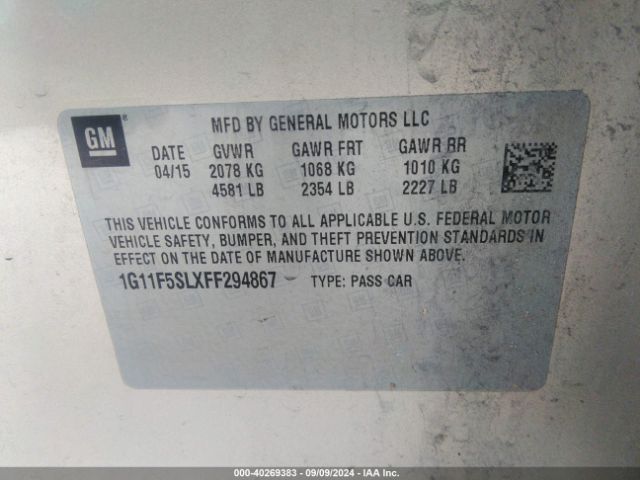 GM
MFD BY GENERAL MOTORS LLC
DATE GVWR GAWR FRT GAWR RR
04/15 2078 KG 1068 KG 1010 KG
4581 LB 2354 LB 2227 LB
THIS VEHICLE CONFORMS TO ALL APPLICABLE U.S. FEDERAL MOTOR
VEHICLE SAFETY, BUMPER, AND THEFT PREVENTION STANDARDS IN
EFFECT ON THE DATE OF MANUFACTURE SHOWN ABOVE.
1G11F5SLXFF294867 TYPE: PASS CAR
000-40269383 - 09/09/2024 - IAA Inc.